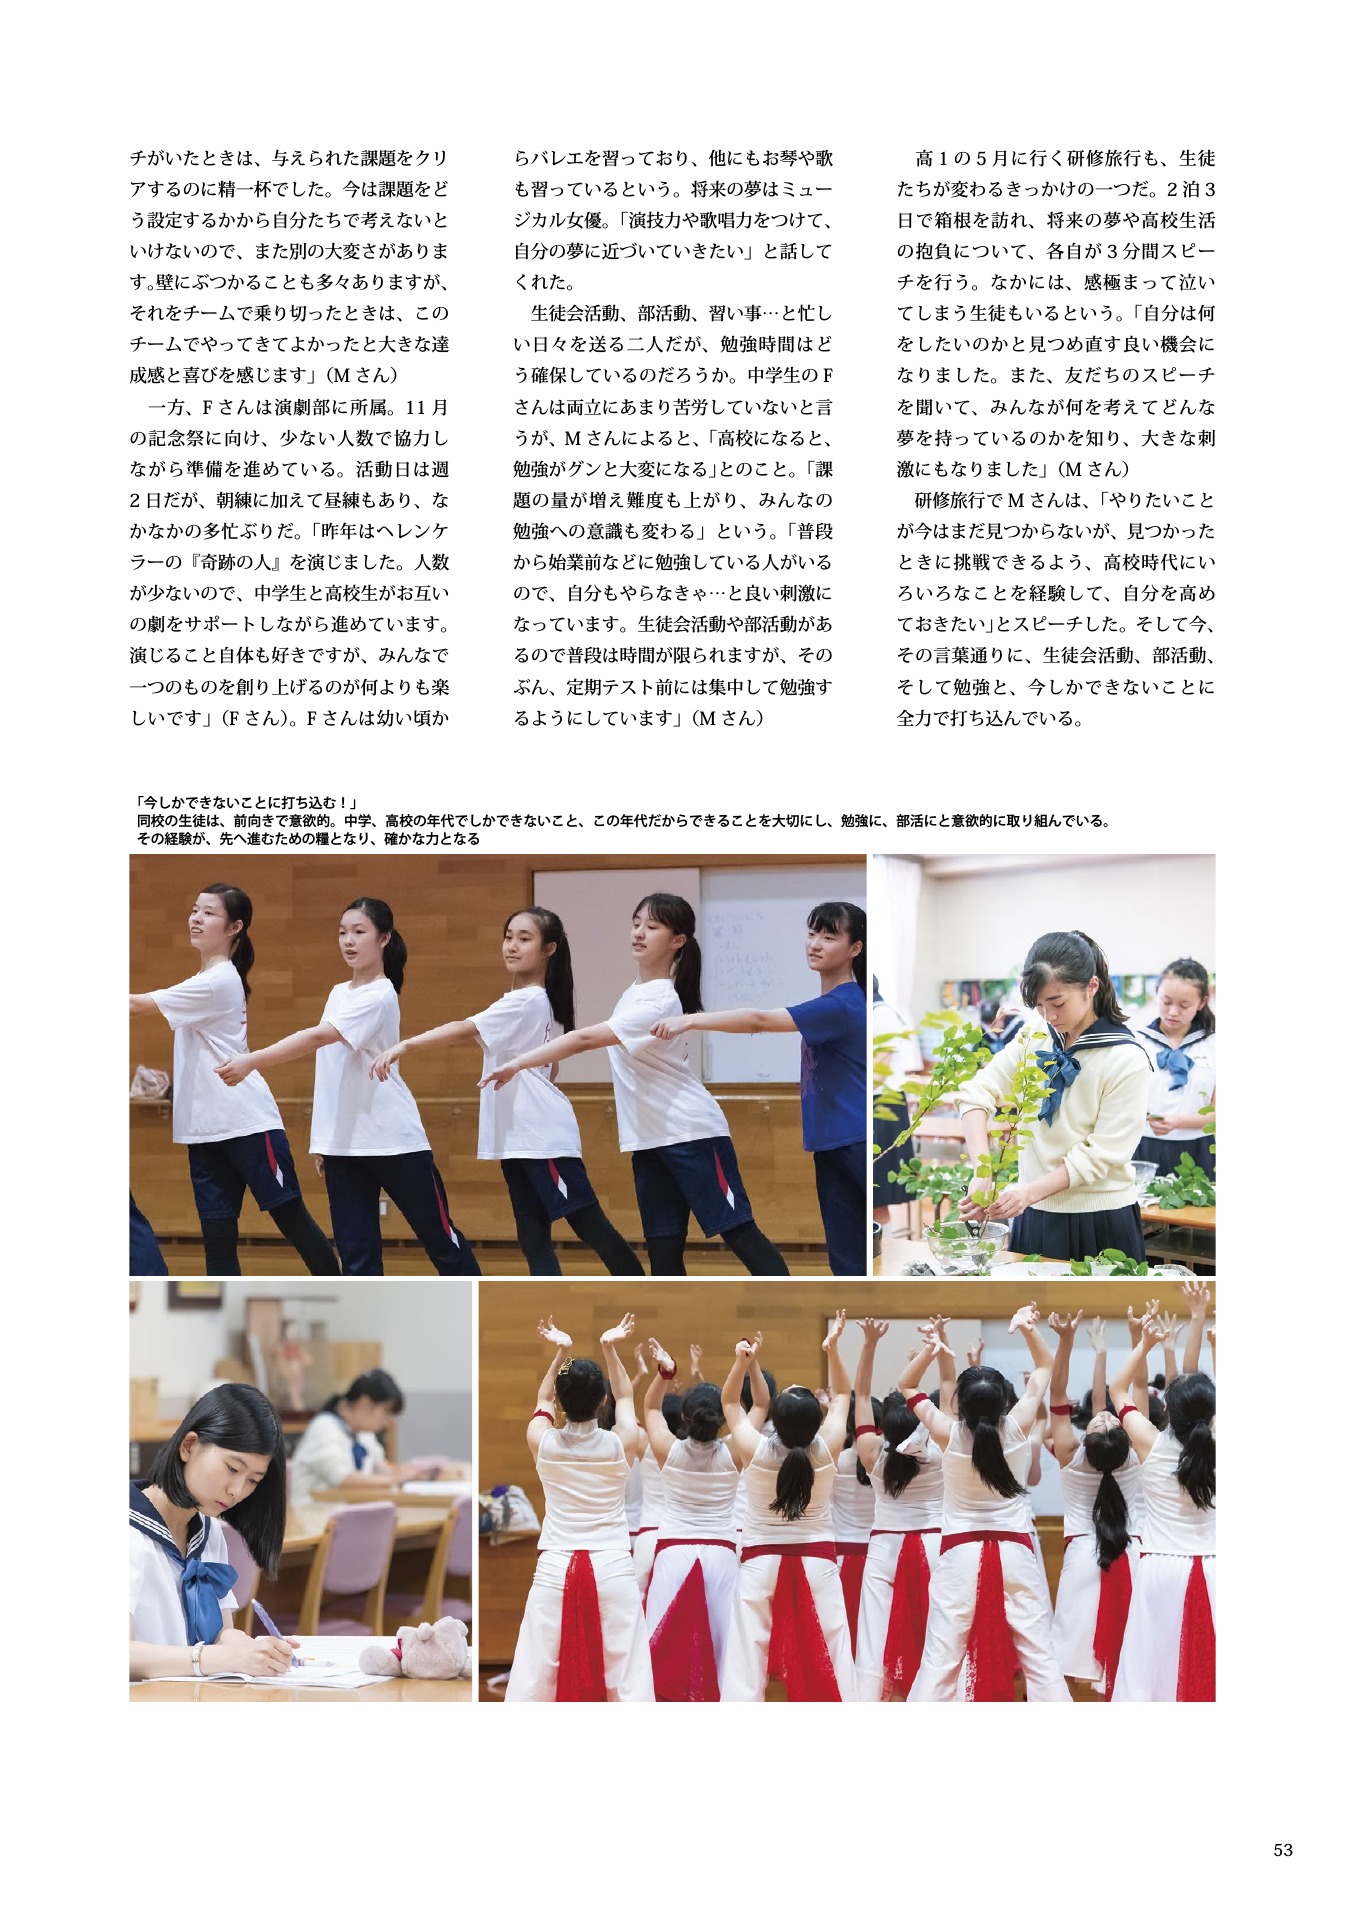 チがいたときは、与えられた課題をクリ
アするのに精一杯でした。今は課題をど
う設定するかから自分たちで考えないと
いけないので、また別の大変さがありま
す。壁にぶつかることも多々ありますが、
それをチームで乗り切ったときは、この
チームでやってきてよかったと大きな達
成感と喜びを感じます」（M さん）
一方、F さんは演劇部に所属。11 月
の記念祭に向け、少ない人数で協力し
ながら準備を進めている。活動日は週
2 日だが、朝練に加えて昼練もあり、な
かなかの多忙ぶりだ。「昨年はヘレンケ
ラーの『奇跡の人』を演じました。人数
が少ないので、中学生と高校生がお互い
の劇をサポートしながら進めています。
演じること自体も好きですが、みんなで
一つのものを創り上げるのが何よりも楽
しいです」（F さん）。F さんは幼い頃か
らバレエを習っており、他にもお琴や歌
も習っているという。将来の夢はミュー
ジカル女優。「演技力や歌唱力をつけて、
自分の夢に近づいていきたい」と話して
くれた。
生徒会活動、部活動、習い事…と忙し
い日々を送る二人だが、勉強時間はど
う確保しているのだろうか。中学生の F
さんは両立にあまり苦労していないと言
うが、M さんによると、「高校になると、
勉強がグンと大変になる」とのこと。「課
題の量が増え難度も上がり、みんなの
勉強への意識も変わる」という。「普段
から始業前などに勉強している人がいる
ので、自分もやらなきゃ…と良い刺激に
なっています。生徒会活動や部活動があ
るので普段は時間が限られますが、その
ぶん、定期テスト前には集中して勉強す
るようにしています」（M さん）
高 1 の 5 月に行く研修旅行も、生徒
たちが変わるきっかけの一つだ。2 泊 3
日で箱根を訪れ、将来の夢や高校生活
の抱負について、各自が 3 分間スピー
チを行う。なかには、感極まって泣い
てしまう生徒もいるという。「自分は何
をしたいのかと見つめ直す良い機会に
なりました。また、友だちのスピーチ
を聞いて、みんなが何を考えてどんな
夢を持っているのかを知り、大きな刺
激にもなりました」（M さん）
研修旅行で M さんは、「やりたいこと
が今はまだ見つからないが、見つかった
ときに挑戦できるよう、高校時代にい
ろいろなことを経験して、自分を高め
ておきたい」とスピーチした。そして今、
その言葉通りに、生徒会活動、部活動、
そして勉強と、今しかできないことに
全力で打ち込んでいる。
「今しかできないことに打ち込む！」
同校の生徒は、前向きで意欲的。中学、高校の年代でしかできないこと、この年代だからできることを大切にし、勉強に、部活にと意欲的に取り組んでいる。
その経験が、先へ進むための糧となり、確かな力となる
53